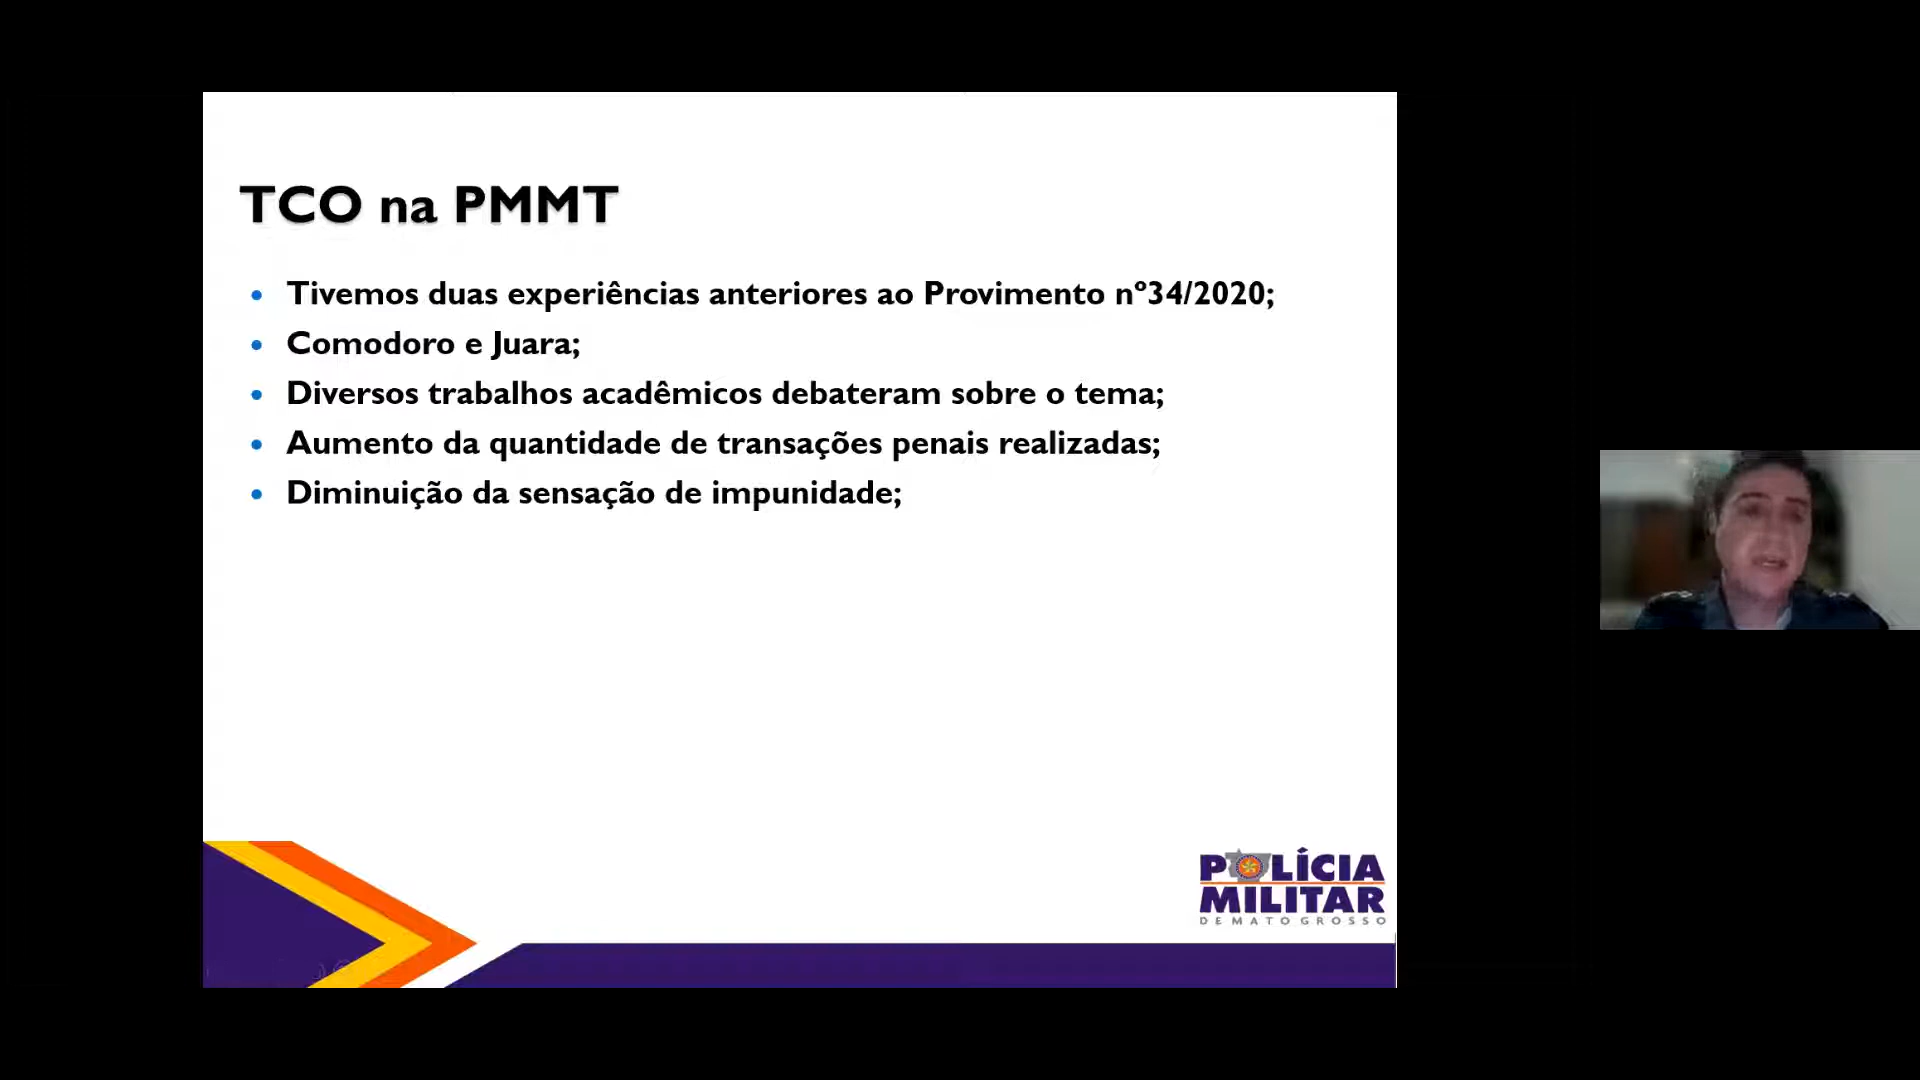 TCO na PMMT
• Tivemos duas experiências anteriores ao Provimento nº34/2020;
• Comodoro e Juara;
• Diversos trabalhos acadêmicos debateram sobre o tema;
• Aumento da quantidade de transações penais realizadas;
• Diminuição da sensação de impunidade;
POLÍCIA
MILITAR
DE MATO GROSSO